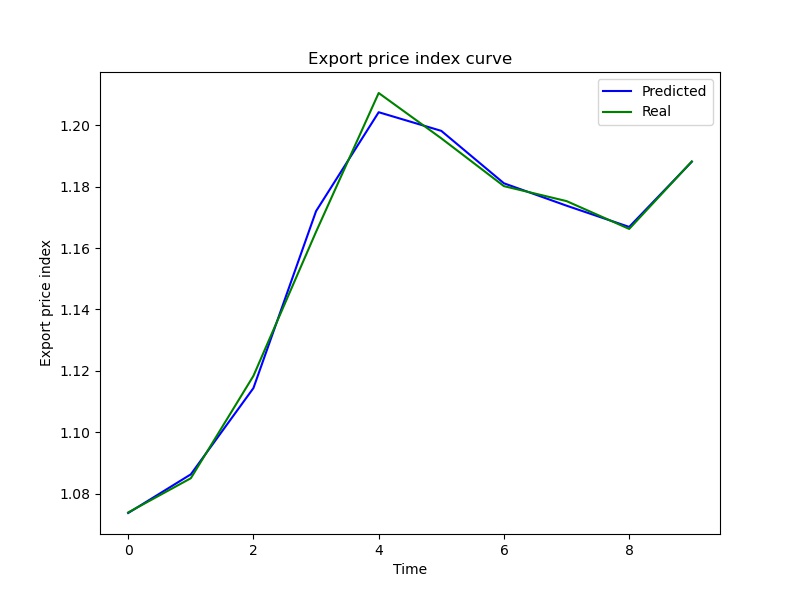 Export price index curve
Predicted
Real
1.20
1.18
1.16
1.14
1.12
1.10
1.08
Export price index
0 2 4 6 8
Time